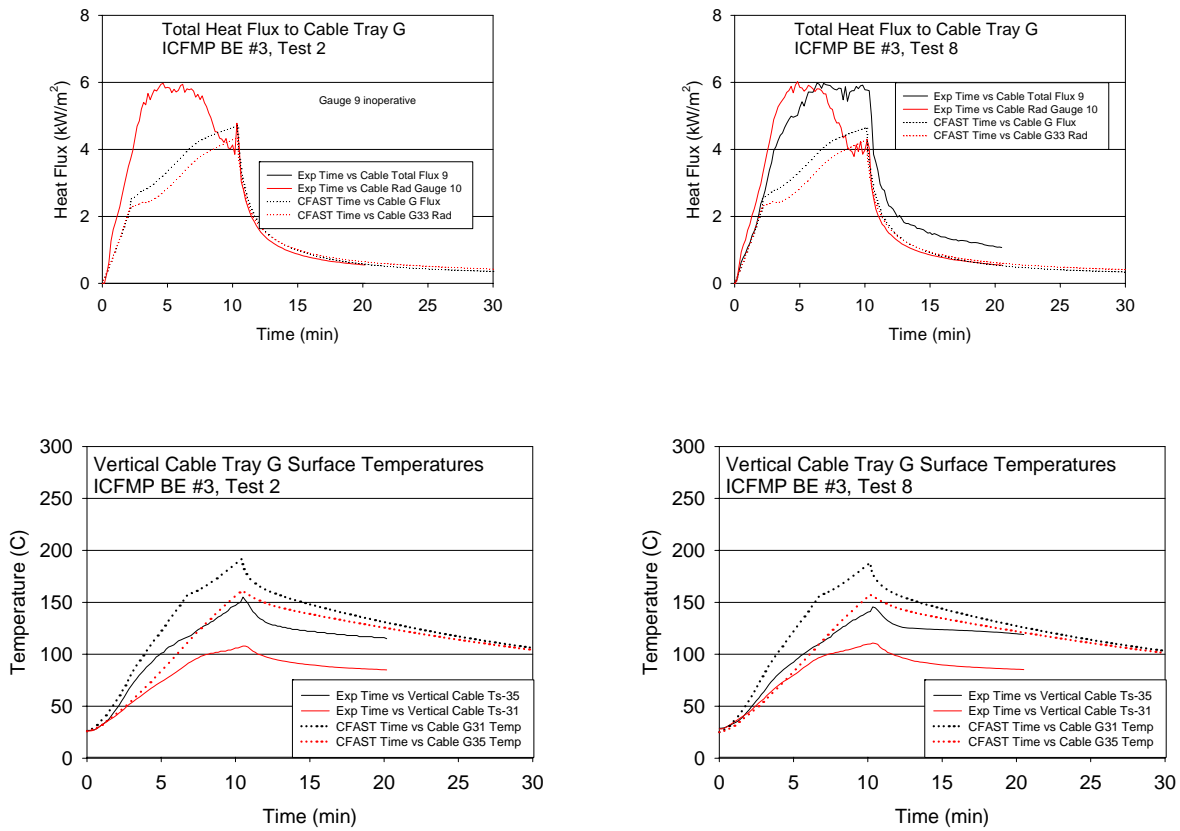 Total Heat Flux to Cable Tray G
ICFMP BE #3, Test 2
Gauge 9 inoperative
Exp Time vs Cable Total Flux 9
Exp Time vs Cable Rad Gauge 10
CFAST Time vs Cable G Flux
CFAST Time vs Cable G33 Rad
Heat Flux (kW/m²)
8
6
4
2
0
0 5 10 15 20 25 30
Time (min)
Total Heat Flux to Cable Tray G
ICFMP BE #3, Test 8
Exp Time vs Cable Total Flux 9
Exp Time vs Cable Rad Gauge 10
CFAST Time vs Cable G Flux
CFAST Time vs Cable G33 Rad
Heat Flux (kW/m²)
8
6
4
2
0
0 5 10 15 20 25 30
Time (min)
Vertical Cable Tray G Surface Temperatures
ICFMP BE #3, Test 2
Exp Time vs Vertical Cable Ts-35
Exp Time vs Vertical Cable Ts-31
CFAST Time vs Cable G31 Temp
CFAST Time vs Cable G35 Temp
Temperature (C)
300
250
200
150
100
50
0
0 5 10 15 20 25 30
Time (min)
Vertical Cable Tray G Surface Temperatures
ICFMP BE #3, Test 8
Exp Time vs Vertical Cable Ts-35
Exp Time vs Vertical Cable Ts-31
CFAST Time vs Cable G31 Temp
CFAST Time vs Cable G35 Temp
Temperature (C)
300
250
200
150
100
50
0
0 5 10 15 20 25 30
Time (min)